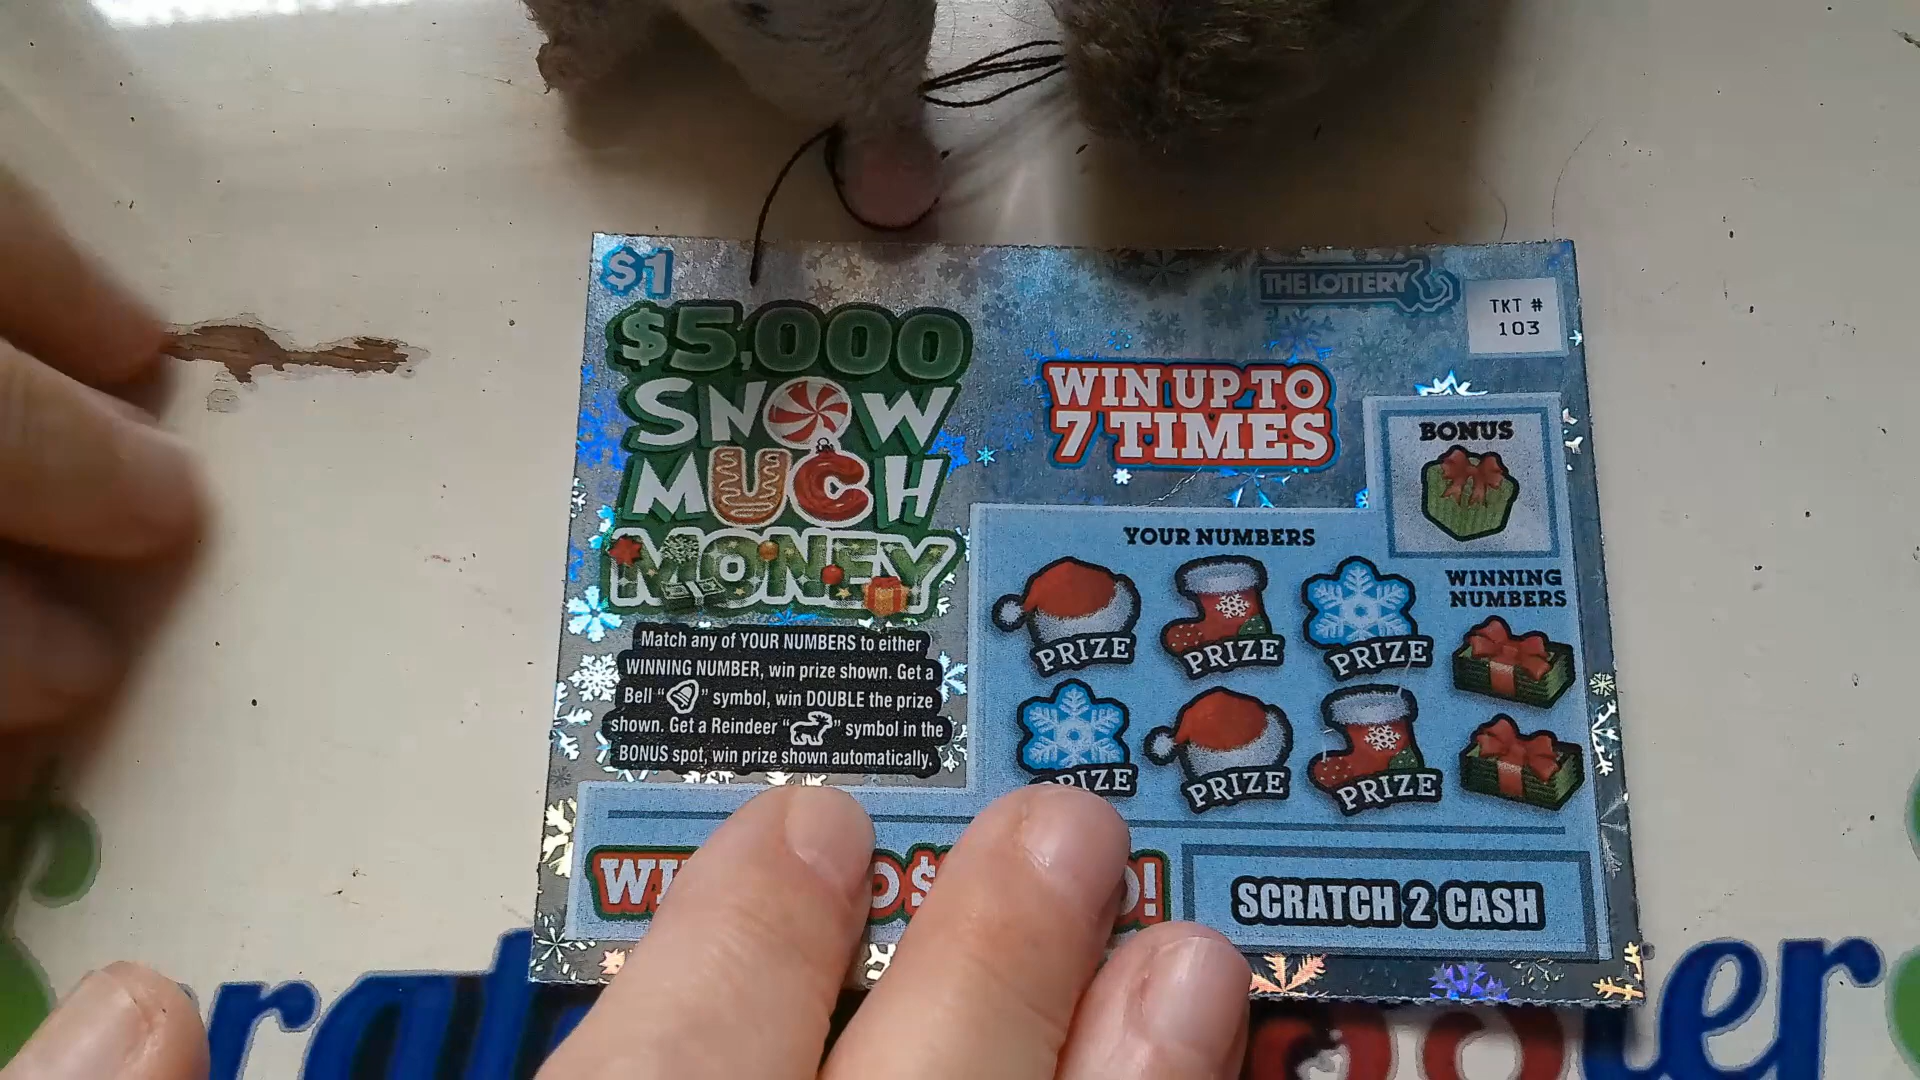 $1
THE LOTTERY
TKT #
103
$5,000
SNOW
MUCH
MONEY
WIN UP TO
7 TIMES
BONUS
YOUR NUMBERS
WINNING
NUMBERS
PRIZE PRIZE PRIZE
PRIZE PRIZE PRIZE
Match any of YOUR NUMBERS to either
WINNING NUMBER, win prize shown. Get a
Bell “ ” symbol, win DOUBLE the prize
shown. Get a Reindeer “ ” symbol in the
BONUS spot, win prize shown automatically.
SCRATCH 2 CASH